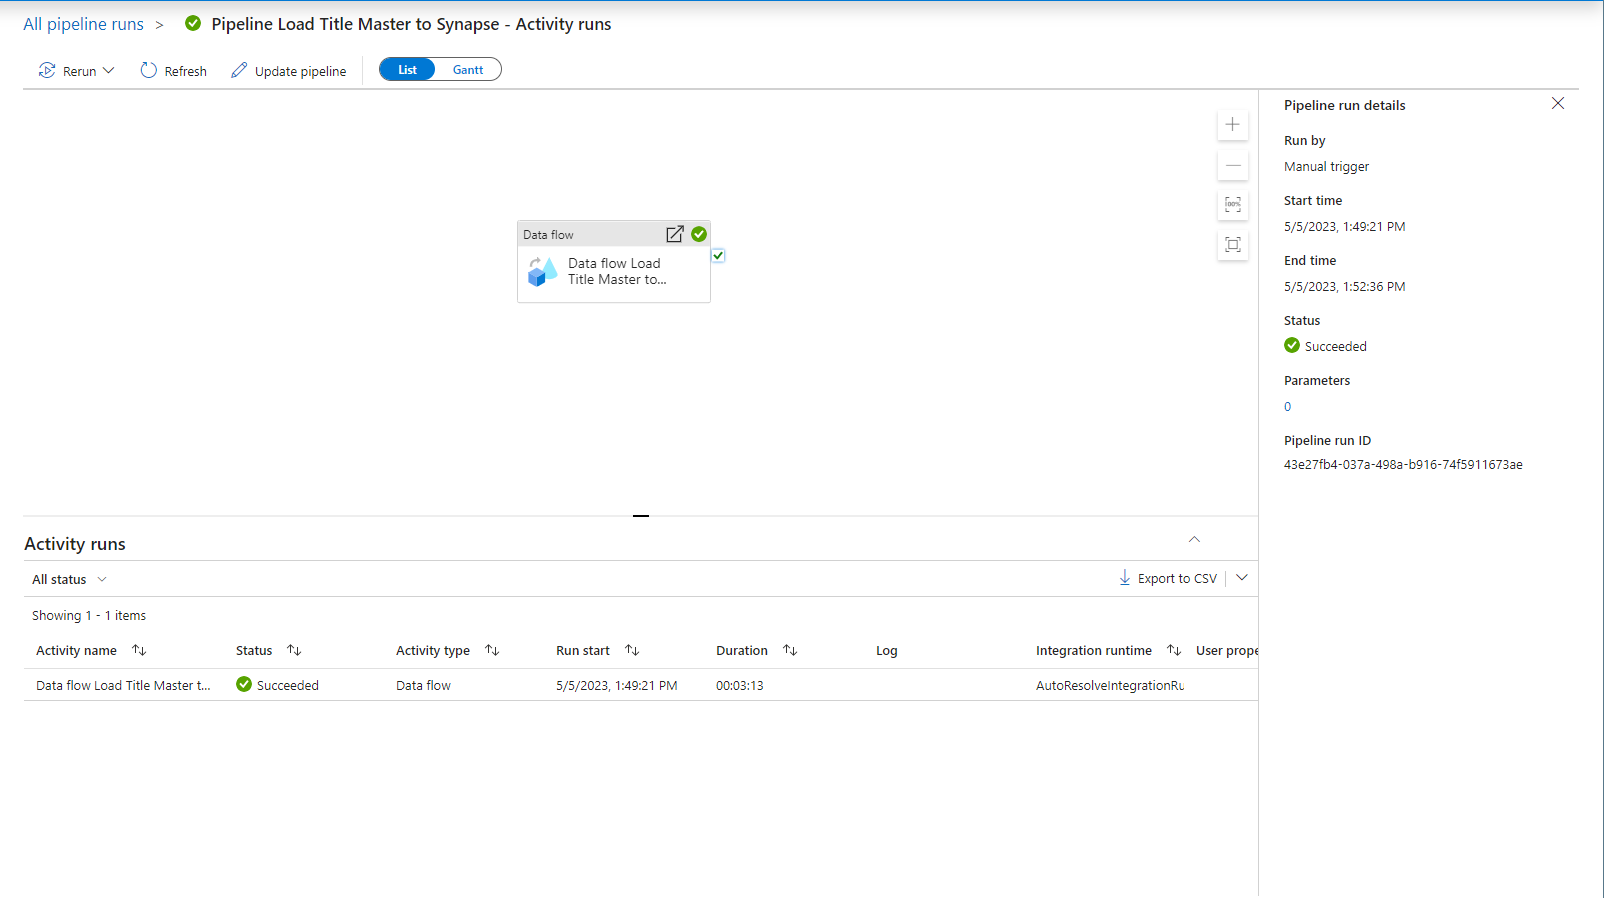 All pipeline runs > Pipeline Load Title Master to Synapse - Activity runs
Rerun Refresh Update pipeline List Gantt
Pipeline run details
Run by
Manual trigger
Start time
5/5/2023, 1:49:21 PM
End time
5/5/2023, 1:52:36 PM
Status
Succeeded
Parameters
0
Pipeline run ID
43e27fb4-037a-498a-b916-74f5911673ae
100%
Data flow
Data flow Load
Title Master to...
Activity runs
All status Export to CSV
Showing 1 - 1 items
Activity name Status Activity type Run start Duration Log Integration runtime User prope
Data flow Load Title Master t... Succeeded Data flow 5/5/2023, 1:49:21 PM 00:03:13 AutoResolveIntegrationRu